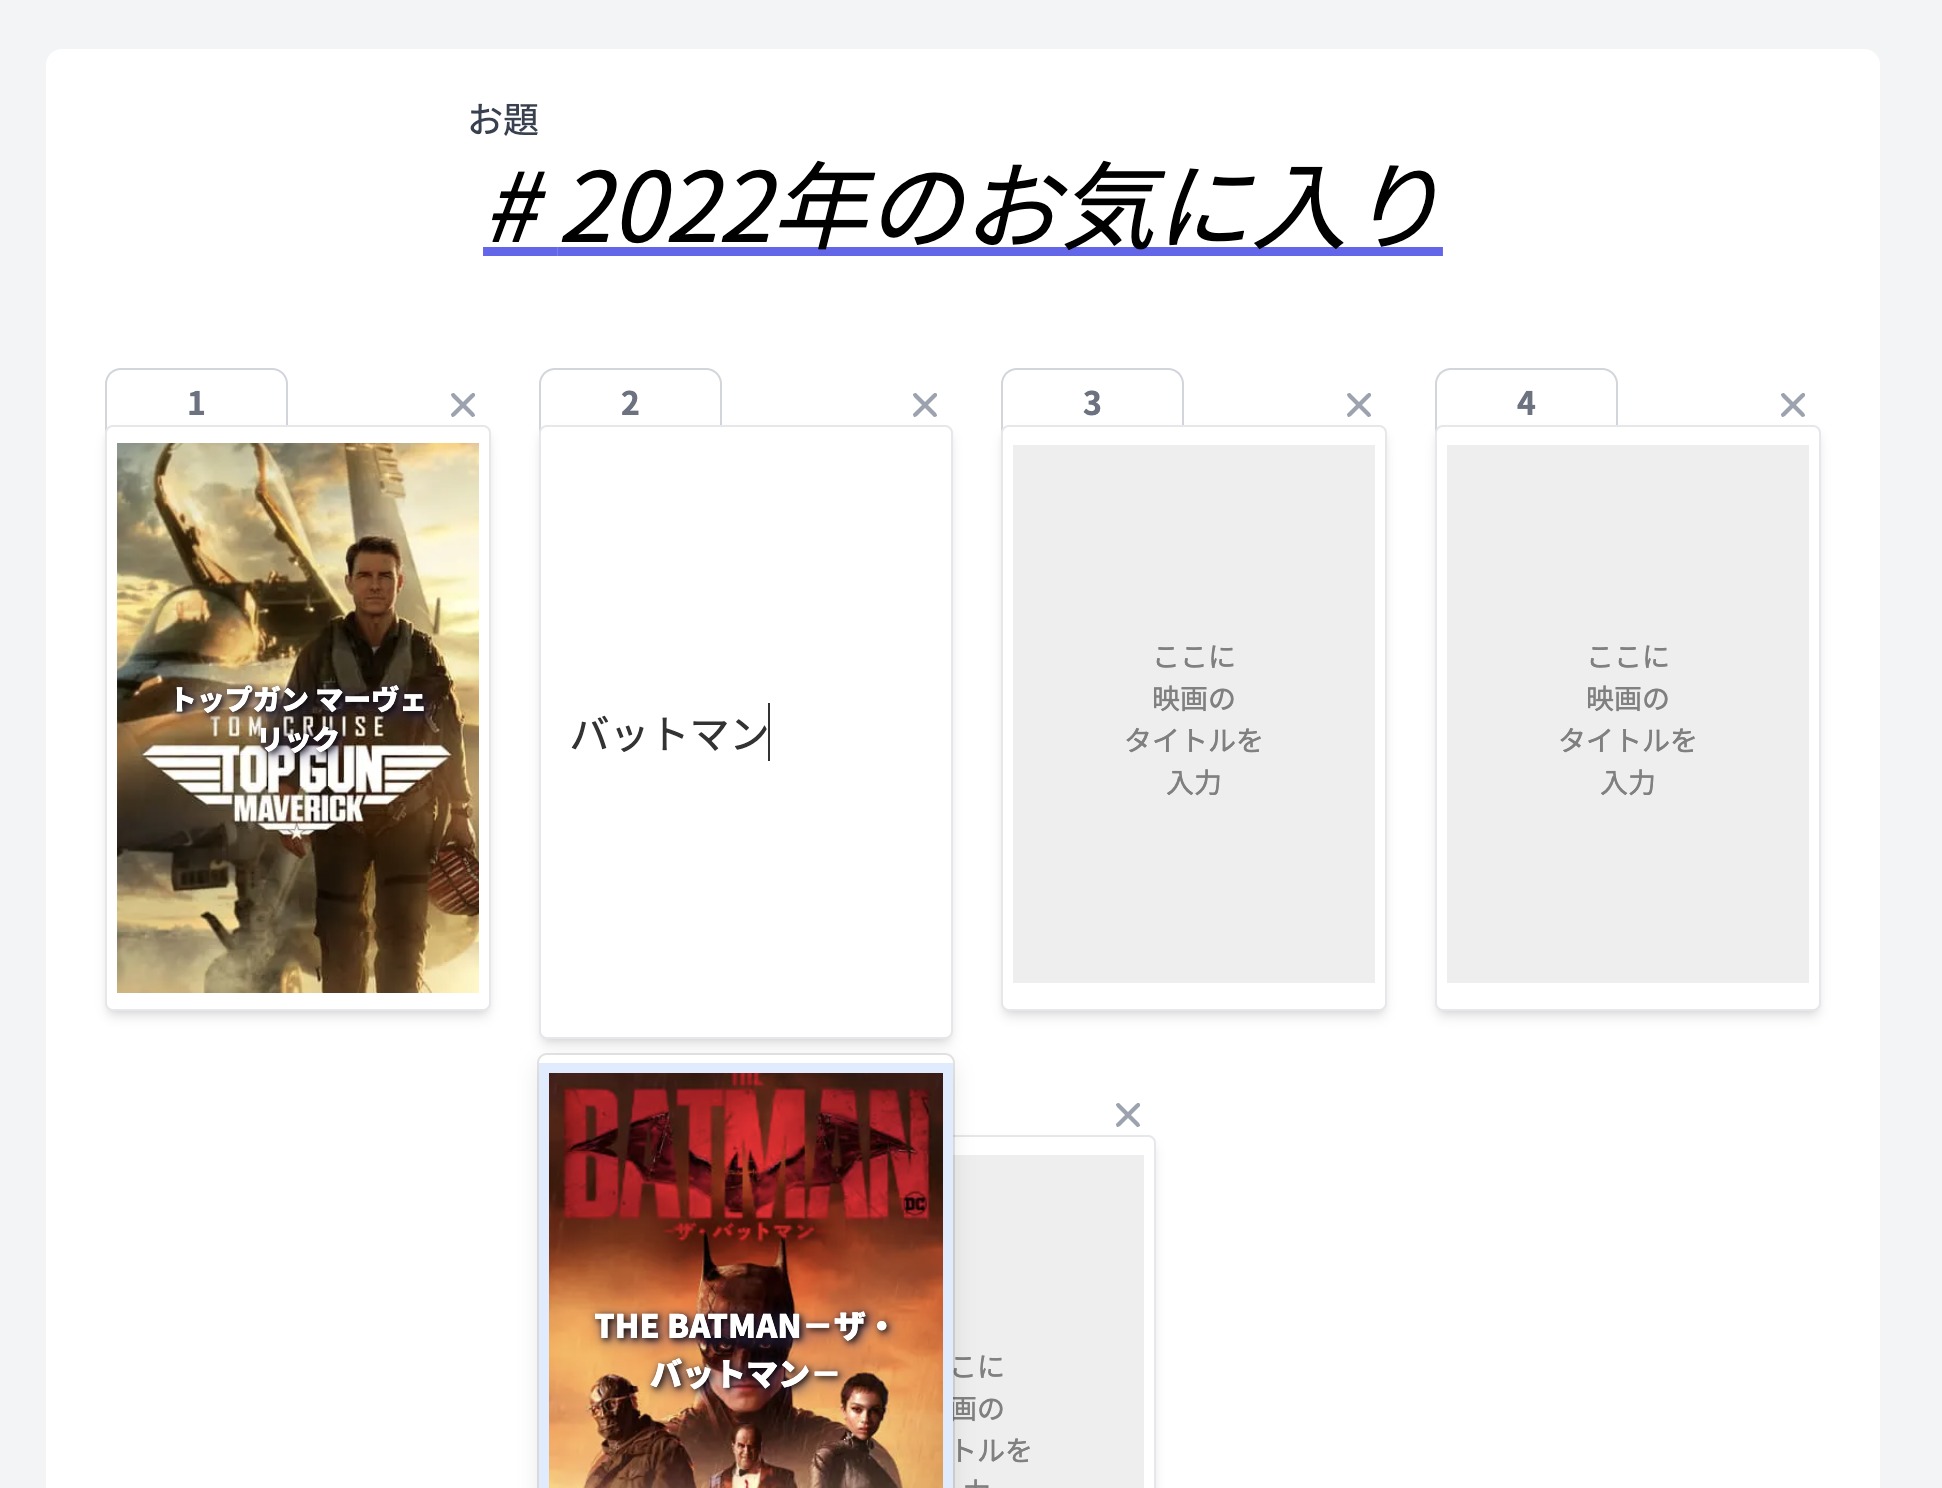 お題
# 2022年のお気に入り
1
2
3
4
トップガン マーヴェ
リック
TOM CRUISE
TOP GUN
MAVERICK
バットマン
ここに
映画の
タイトルを
入力
ここに
映画の
タイトルを
入力
THE
BATMAN
DC
ーザ・バットマン
THE BATMANーザ・
バットマンー
こに
画の
トルを